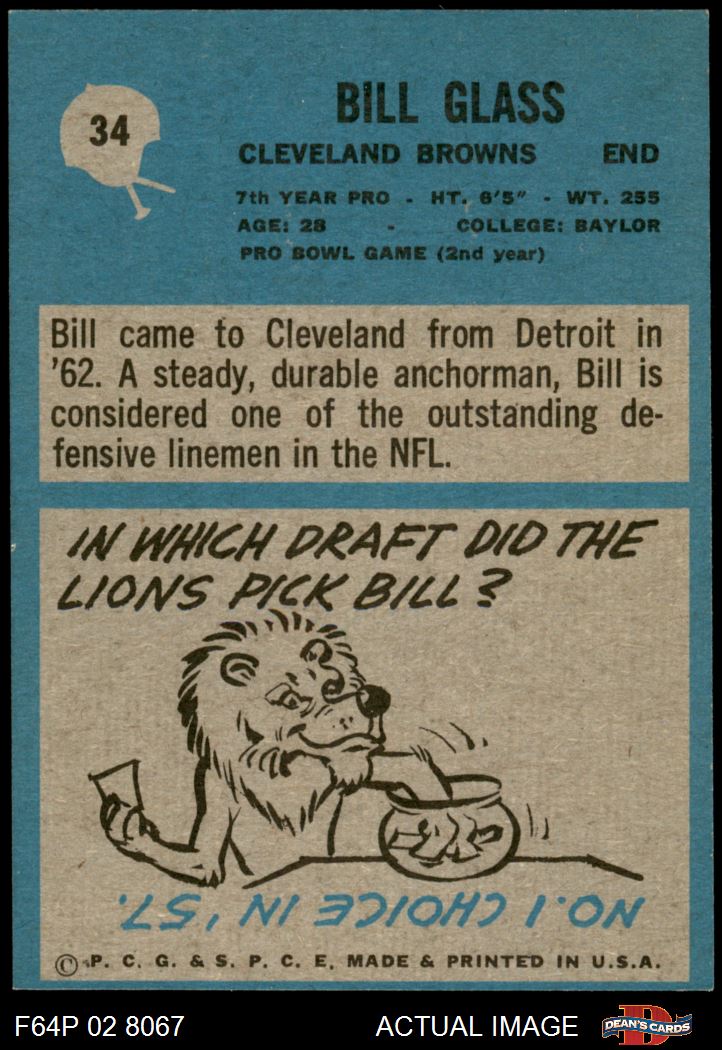 34
BILL GLASS
CLEVELAND BROWNS END
7th YEAR PRO - HT. 6'5" - WT. 255
AGE: 28 - COLLEGE: BAYLOR
PRO BOWL GAME (2nd year)
Bill came to Cleveland from Detroit in
'62. A steady, durable anchorman, Bill is
considered one of the outstanding de-
fensive linemen in the NFL.
IN WHICH DRAFT DID THE
LIONS PICK BILL?
NO. 1 CHOICE IN '57.
© P. C. G. & S. P. C. E. MADE & PRINTED IN U.S.A.
F64P 02 8067 ACTUAL IMAGE D DEAN'S CARDS